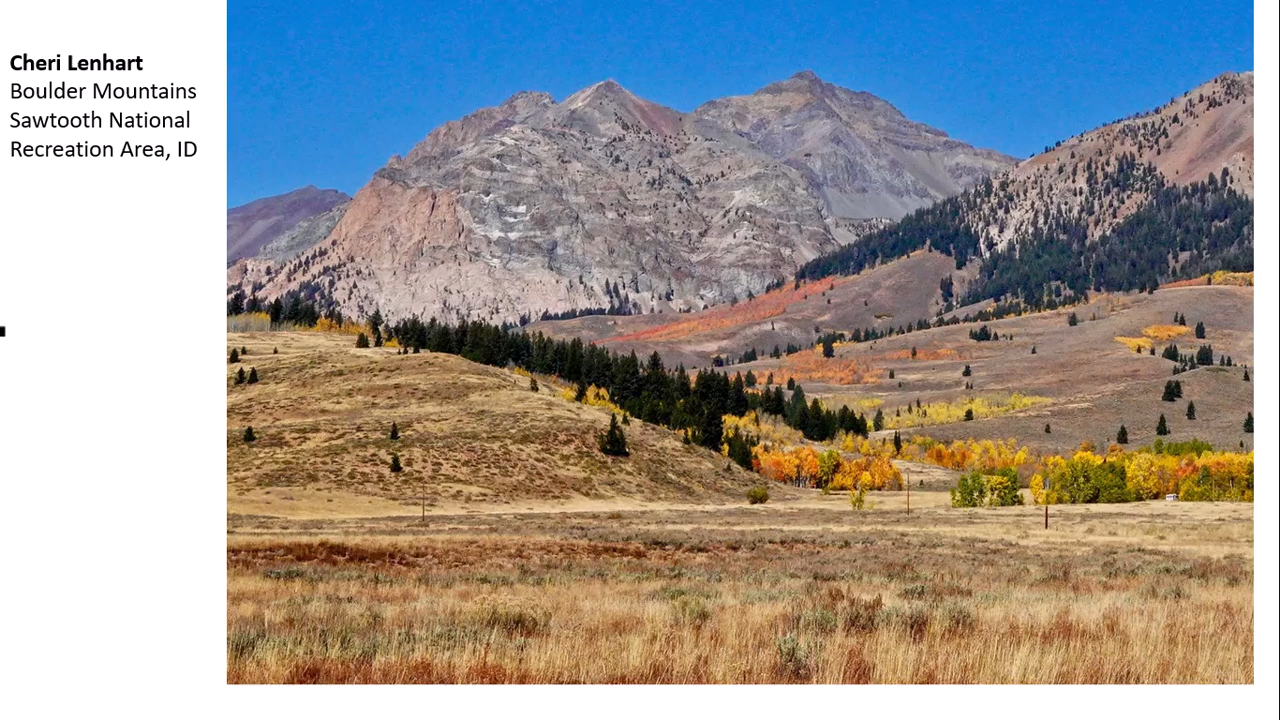 Cheri Lenhart
Boulder Mountains
Sawtooth National
Recreation Area, ID